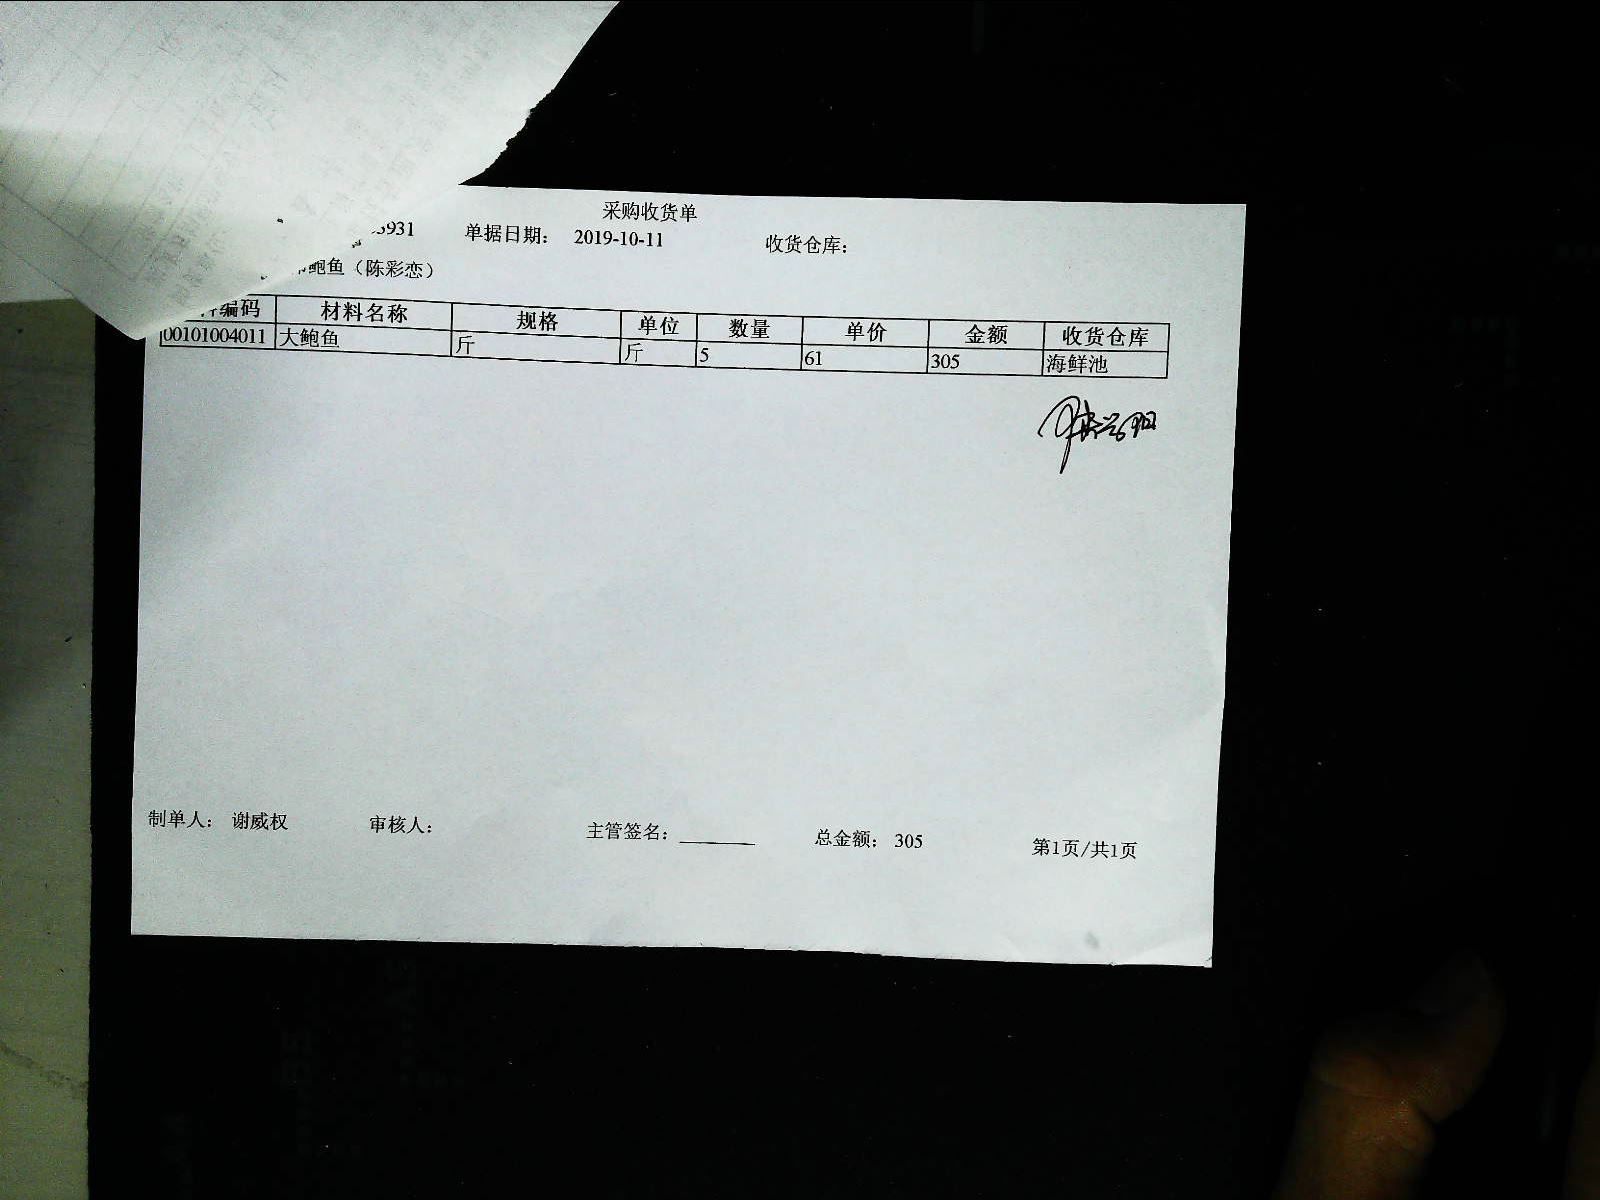 采购收货单
5931 单据日期： 2019-10-11 收货仓库：
鲍鱼（陈彩恋）
编码 材料名称 规格 单位 数量 单价 金额 收货仓库
00101004011 大鲍鱼 斤 斤 5 61 305 海鲜池
制单人： 谢威权 审核人： 主管签名： 总金额： 305 第1页/共1页